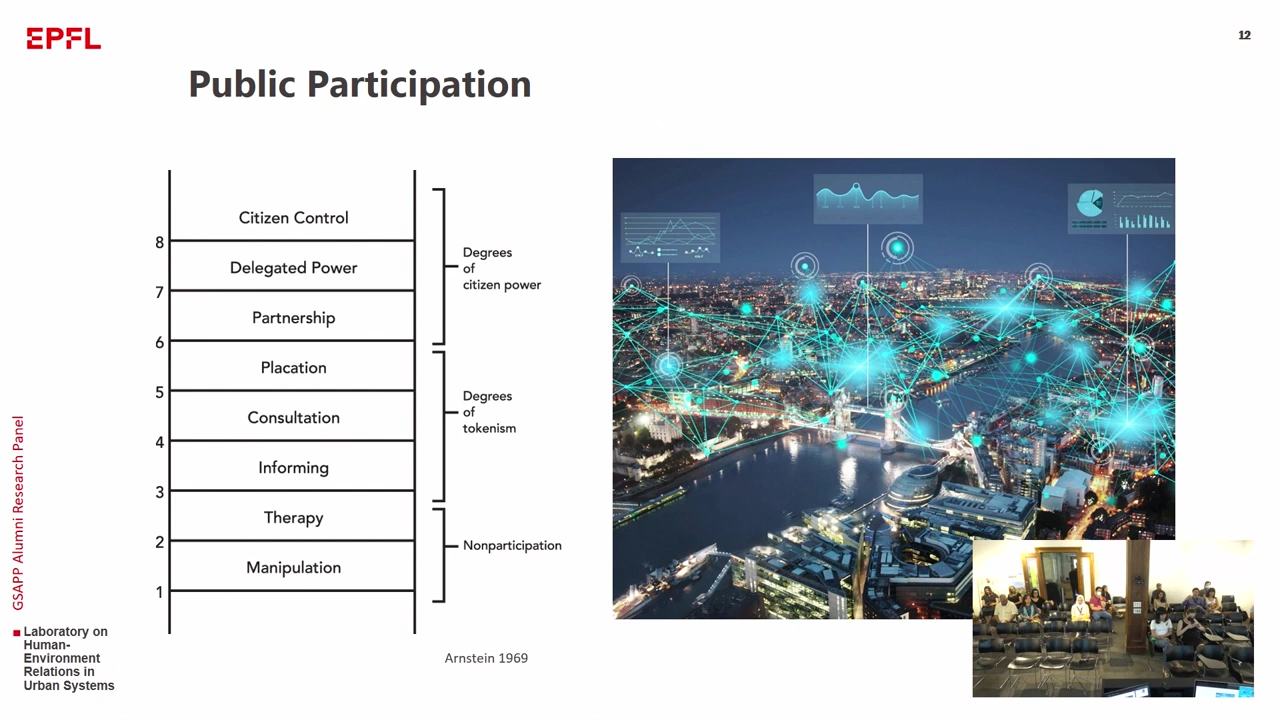 EPFL
12
Public Participation
Citizen Control
8
Delegated Power
7
Partnership
6
Placation
5
Consultation
4
Informing
3
Therapy
2
Manipulation
1
Degrees
of
citizen power
Degrees
of
tokenism
Nonparticipation
Arnstein 1969
GSAPP Alumni Research Panel
Laboratory on
Human-
Environment
Relations in
Urban Systems